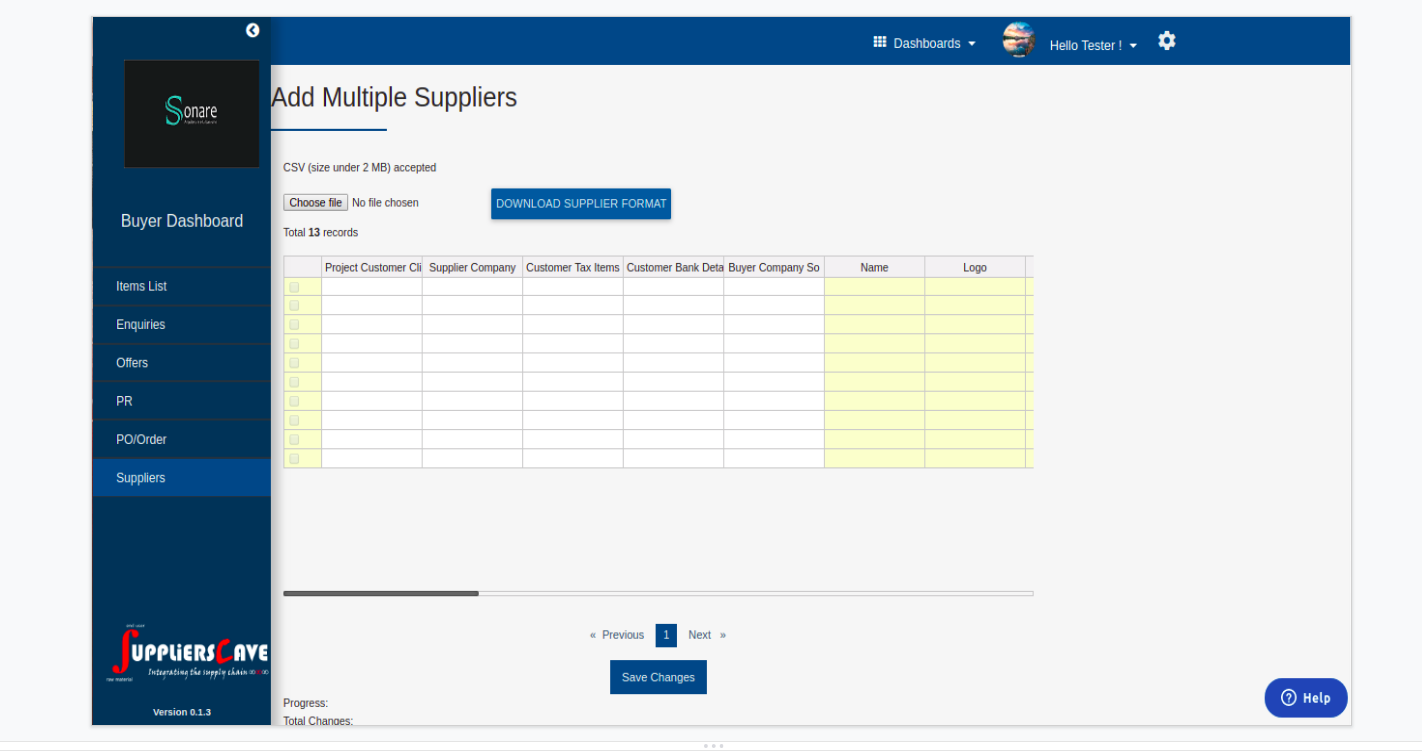 Dashboards
Hello Tester !
Sonare
Add Multiple Suppliers
CSV (size under 2 MB) accepted
Choose file No file chosen
DOWNLOAD SUPPLIER FORMAT
Total 13 records
Buyer Dashboard
Project Customer Cli Supplier Company Customer Tax Items Customer Bank Deta Buyer Company So Name Logo
Items List
Enquiries
Offers
PR
PO/Order
Suppliers
« Previous 1 Next »
Save Changes
SUPPLIERSCAVE
Integrating the supply chain
raw material
Version 0.1.3
Progress:
Total Changes:
Help